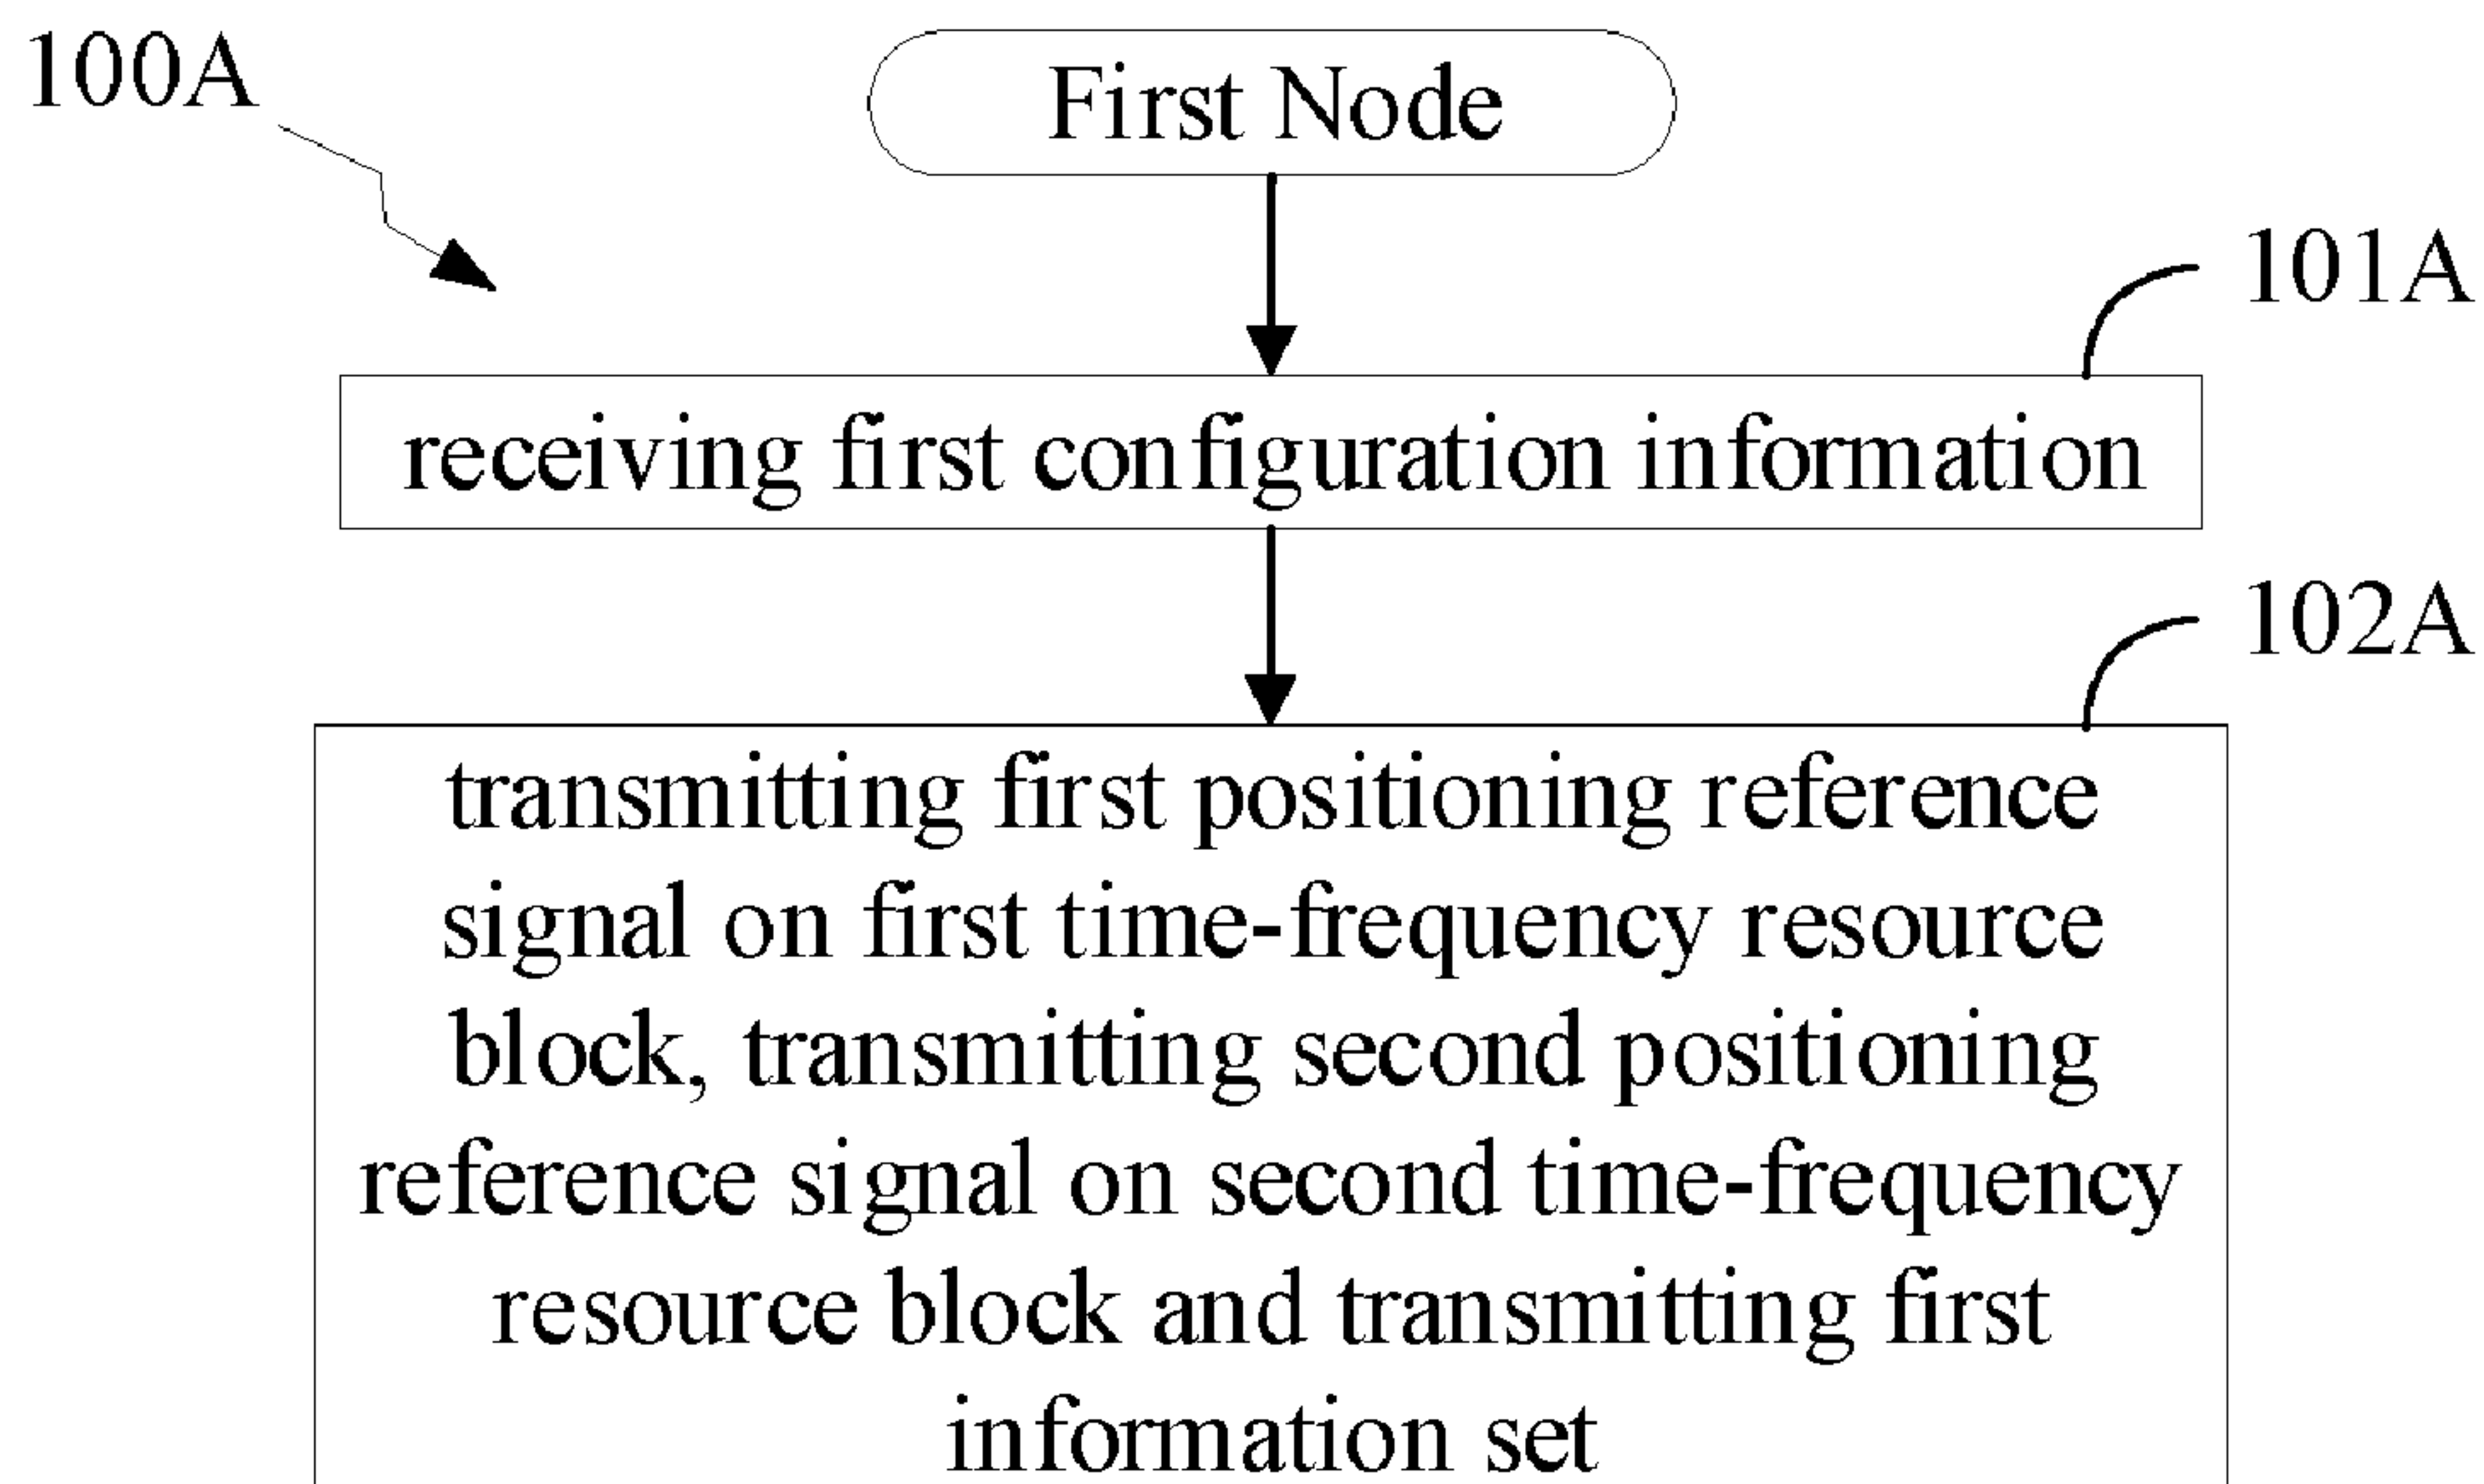 100A
First Node
101A
receiving first configuration information
102A
transmitting first positioning reference
signal on first time-frequency resource
block, transmitting second positioning
reference signal on second time-frequency
resource block and transmitting first
information set